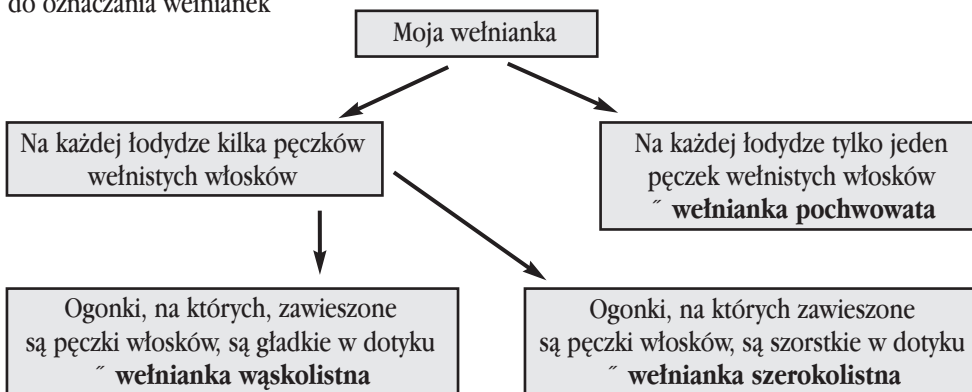 do oznaczania wełnianek
Moja wełnianka
Na każdej łodydze kilka pęczków
wełnistych włosków
Na każdej łodydze tylko jeden
pęczek wełnistych włosków
˝ wełnianka pochwowata
Ogonki, na których, zawieszone
są pęczki włosków, są gładkie w dotyku
˝ wełnianka wąskolistna
Ogonki, na których zawieszone
są pęczki włosków, są szorstkie w dotyku
˝ wełnianka szerokolistna